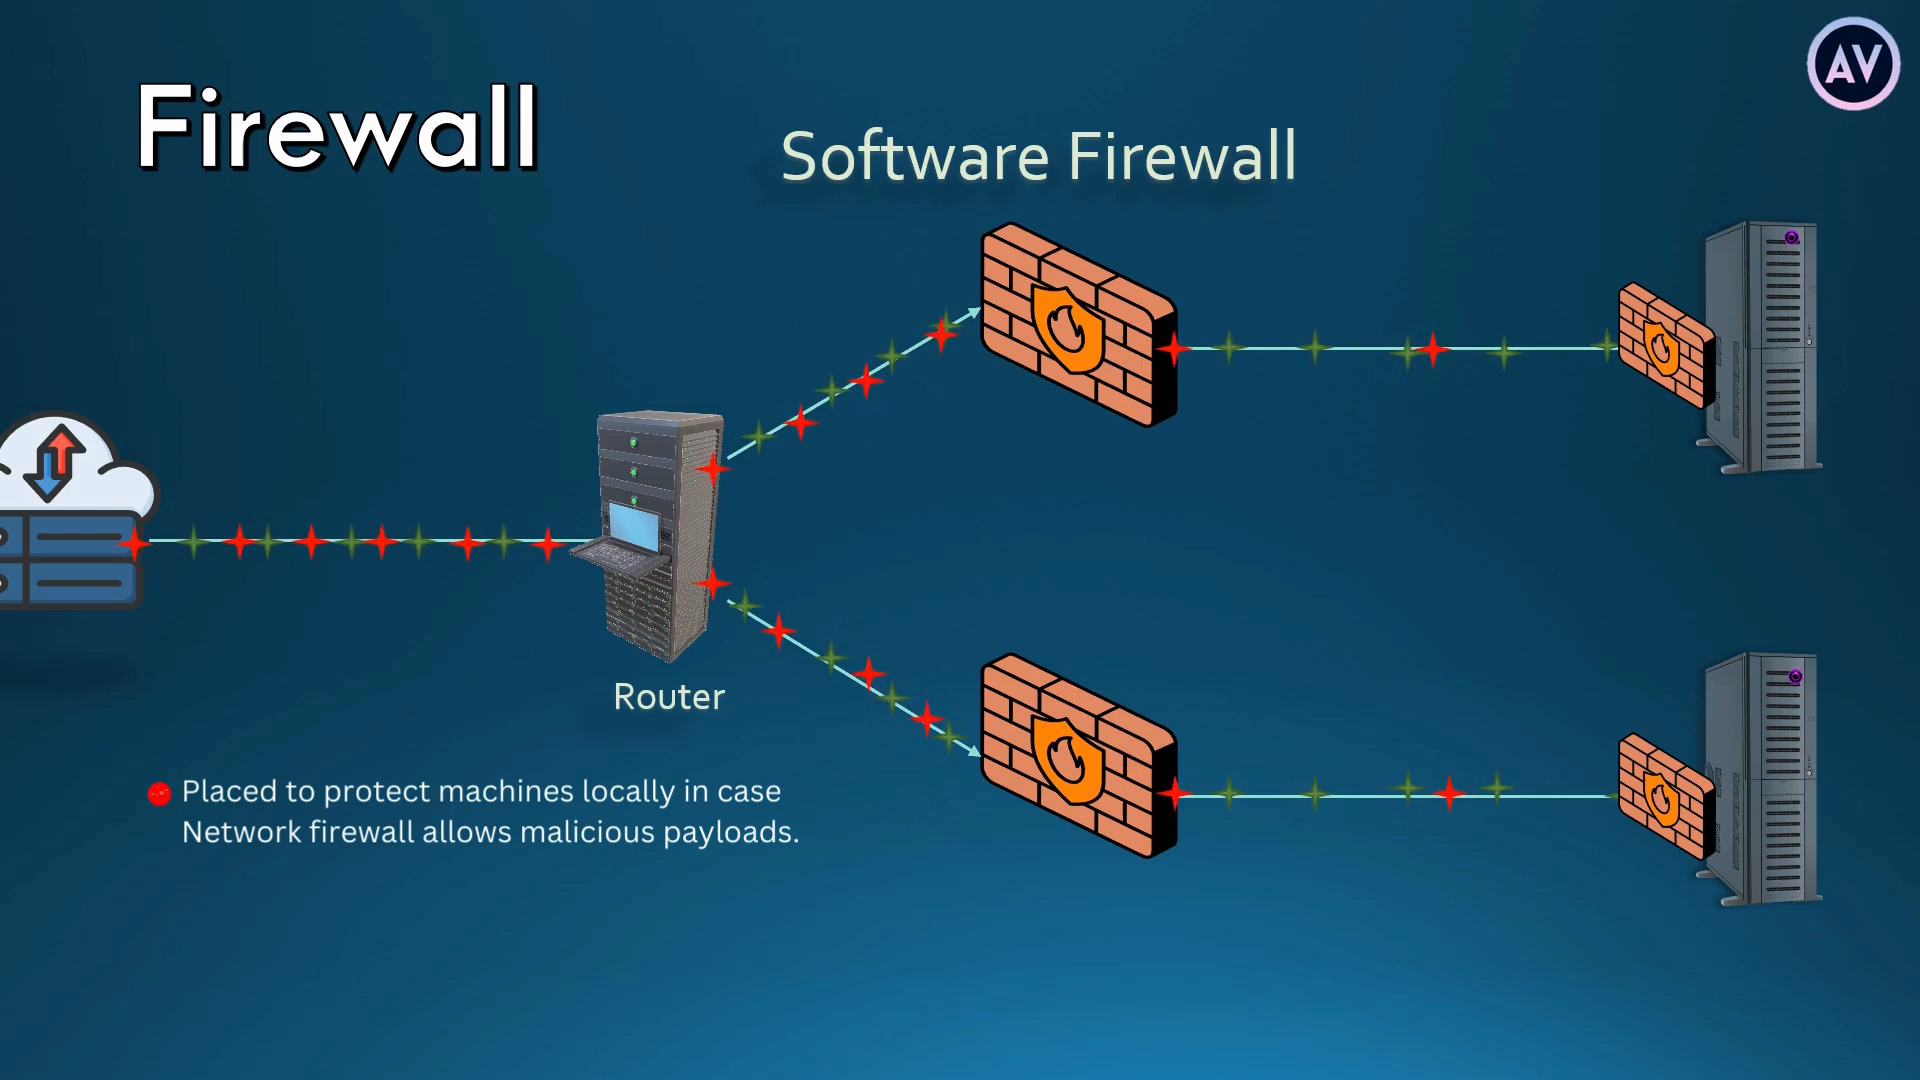 Firewall
AV
Software Firewall
Router
Placed to protect machines locally in case
Network firewall allows malicious payloads.